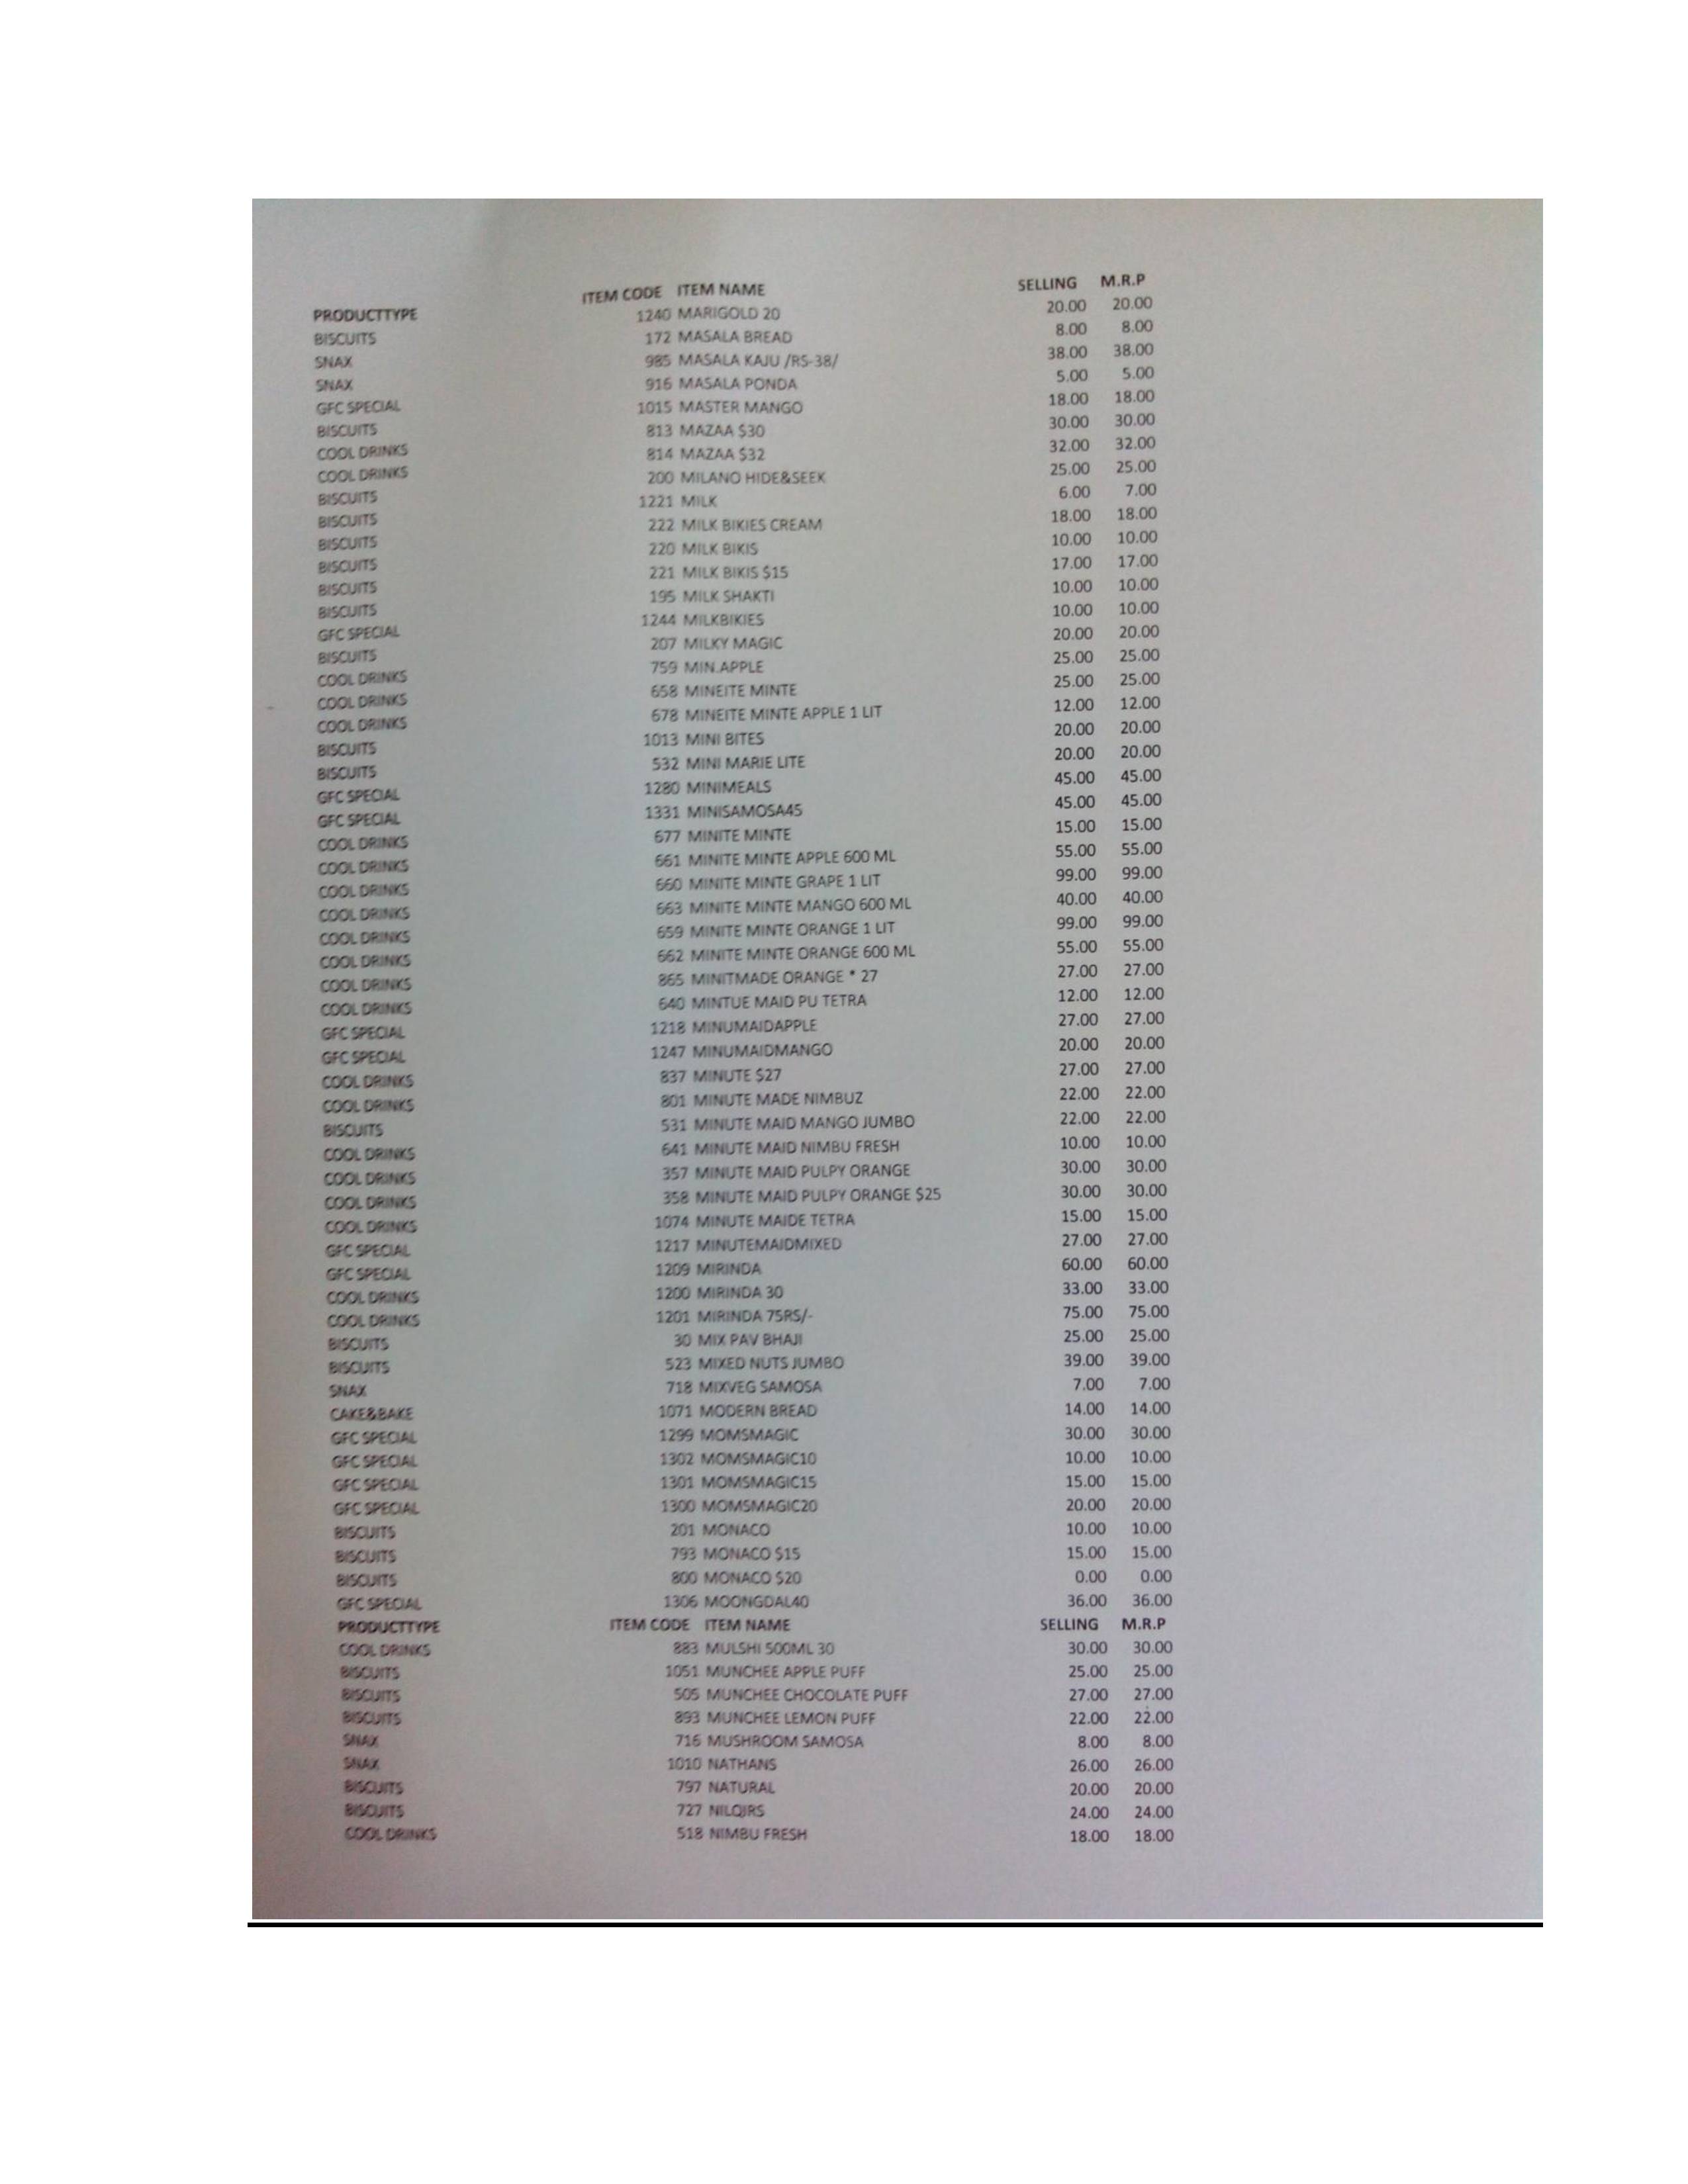 PRODUCTTYPE ITEM CODE ITEM NAME SELLING M.R.P
BISCUITS 1240 MARIGOLD 20 20.00 20.00
SNAX 172 MASALA BREAD 8.00 8.00
SNAX 985 MASALA KAJU /RS-38/ 38.00 38.00
GFC SPECIAL 916 MASALA PONDA 5.00 5.00
BISCUITS 1015 MASTER MANGO 18.00 18.00
COOL DRINKS 813 MAZAA $30 30.00 30.00
COOL DRINKS 814 MAZAA $32 32.00 32.00
BISCUITS 200 MILANO HIDE&SEEK 25.00 25.00
BISCUITS 1221 MILK 6.00 7.00
BISCUITS 222 MILK BIKIES CREAM 18.00 18.00
BISCUITS 220 MILK BIKIS 10.00 10.00
BISCUITS 221 MILK BIKIS $15 17.00 17.00
BISCUITS 195 MILK SHAKTI 10.00 10.00
GFC SPECIAL 1244 MILKBIKIES 10.00 10.00
BISCUITS 207 MILKY MAGIC 20.00 20.00
COOL DRINKS 759 MIN.APPLE 25.00 25.00
COOL DRINKS 658 MINEITE MINTE 25.00 25.00
COOL DRINKS 678 MINEITE MINTE APPLE 1 LIT 12.00 12.00
BISCUITS 1013 MINI BITES 20.00 20.00
BISCUITS 532 MINI MARIE LITE 20.00 20.00
GFC SPECIAL 1280 MINIMEALS 45.00 45.00
GFC SPECIAL 1331 MINISAMOSA45 45.00 45.00
COOL DRINKS 677 MINITE MINTE 15.00 15.00
COOL DRINKS 661 MINITE MINTE APPLE 600 ML 55.00 55.00
COOL DRINKS 660 MINITE MINTE GRAPE 1 LIT 99.00 99.00
COOL DRINKS 663 MINITE MINTE MANGO 600 ML 40.00 40.00
COOL DRINKS 659 MINITE MINTE ORANGE 1 LIT 99.00 99.00
COOL DRINKS 662 MINITE MINTE ORANGE 600 ML 55.00 55.00
COOL DRINKS 865 MINITMADE ORANGE * 27 27.00 27.00
COOL DRINKS 640 MINTUE MAID PU TETRA 12.00 12.00
GFC SPECIAL 1218 MINUMAIDAPPLE 27.00 27.00
GFC SPECIAL 1247 MINUMAIDMANGO 20.00 20.00
COOL DRINKS 837 MINUTE $27 27.00 27.00
COOL DRINKS 801 MINUTE MADE NIMBUZ 22.00 22.00
BISCUITS 531 MINUTE MAID MANGO JUMBO 22.00 22.00
COOL DRINKS 641 MINUTE MAID NIMBU FRESH 10.00 10.00
COOL DRINKS 357 MINUTE MAID PULPY ORANGE 30.00 30.00
COOL DRINKS 358 MINUTE MAID PULPY ORANGE $25 30.00 30.00
COOL DRINKS 1074 MINUTE MAIDE TETRA 15.00 15.00
GFC SPECIAL 1217 MINUTEMAIDMIXED 27.00 27.00
GFC SPECIAL 1209 MIRINDA 60.00 60.00
COOL DRINKS 1200 MIRINDA 30 33.00 33.00
COOL DRINKS 1201 MIRINDA 75RS/- 75.00 75.00
BISCUITS 30 MIX PAV BHAJI 25.00 25.00
BISCUITS 523 MIXED NUTS JUMBO 39.00 39.00
SNAX 718 MIXVEG SAMOSA 7.00 7.00
CAKE&BAKE 1071 MODERN BREAD 14.00 14.00
GFC SPECIAL 1299 MOMSMAGIC 30.00 30.00
GFC SPECIAL 1302 MOMSMAGIC10 10.00 10.00
GFC SPECIAL 1301 MOMSMAGIC15 15.00 15.00
GFC SPECIAL 1300 MOMSMAGIC20 20.00 20.00
BISCUITS 201 MONACO 10.00 10.00
BISCUITS 793 MONACO $15 15.00 15.00
BISCUITS 800 MONACO $20 0.00 0.00
GFC SPECIAL 1306 MOONGDAL40 36.00 36.00
PRODUCTTYPE ITEM CODE ITEM NAME SELLING M.R.P
COOL DRINKS 883 MULSHI 500ML 30 30.00 30.00
BISCUITS 1051 MUNCHEE APPLE PUFF 25.00 25.00
BISCUITS 505 MUNCHEE CHOCOLATE PUFF 27.00 27.00
BISCUITS 893 MUNCHEE LEMON PUFF 22.00 22.00
SNAX 716 MUSHROOM SAMOSA 8.00 8.00
SNAX 1010 NATHANS 26.00 26.00
BISCUITS 797 NATURAL 20.00 20.00
BISCUITS 727 NILQIRS 24.00 24.00
COOL DRINKS 518 NIMBU FRESH 18.00 18.00